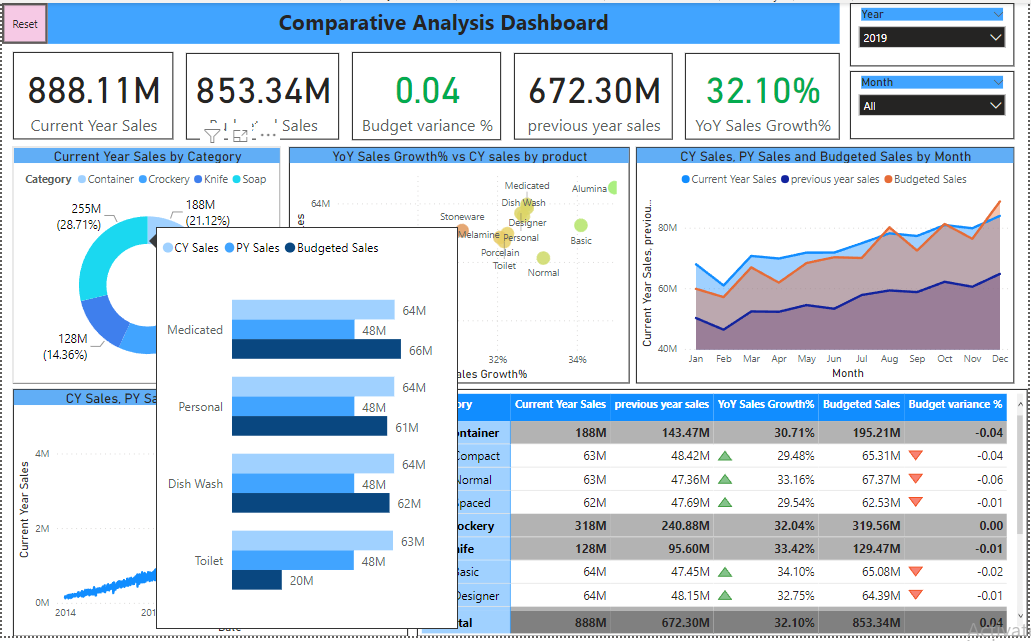 Reset
Comparative Analysis Dashboard
Year
2019
Month
All
888.11M
Current Year Sales
853.34M
Sales
0.04
Budget variance %
672.30M
previous year sales
32.10%
YoY Sales Growth%
Current Year Sales by Category
Category Container Crockery Knife Soap
255M
(28.71%)
188M
(21.12%)
128M
(14.36%)
YoY Sales Growth% vs CY sales by product
64M
Medicated
Alumina
Dish Wash
Stoneware
Designer
Melamine
Personal
Basic
Porcelain
Toilet
Normal
32%
34%
ales Growth%
CY Sales, PY Sales and Budgeted Sales by Month
Current Year Sales previous year sales Budgeted Sales
Current Year Sales, previou...
80M
60M
40M
Jan Feb Mar Apr May Jun Jul Aug Sep Oct Nov Dec
Month
CY Sales PY Sales Budgeted Sales
Medicated
64M
48M
66M
Personal
64M
48M
61M
Dish Wash
64M
48M
62M
Toilet
63M
48M
20M
CY Sales, PY Sa
Current Year Sales
4M
2M
0M
2014
201
ory Current Year Sales previous year sales YoY Sales Growth% Budgeted Sales Budget variance %
ontainer 188M 143.47M 30.71% 195.21M -0.04
Compact 63M 48.42M 29.48% 65.31M -0.04
Normal 63M 47.36M 33.16% 67.37M -0.06
paced 62M 47.69M 29.54% 62.53M -0.01
ockery 318M 240.88M 32.04% 319.56M 0.00
nife 128M 95.60M 33.42% 129.47M -0.01
Basic 64M 47.45M 34.10% 65.08M -0.02
Designer 64M 48.15M 32.75% 64.39M -0.01
tal 888M 672.30M 32.10% 853.34M 0.04